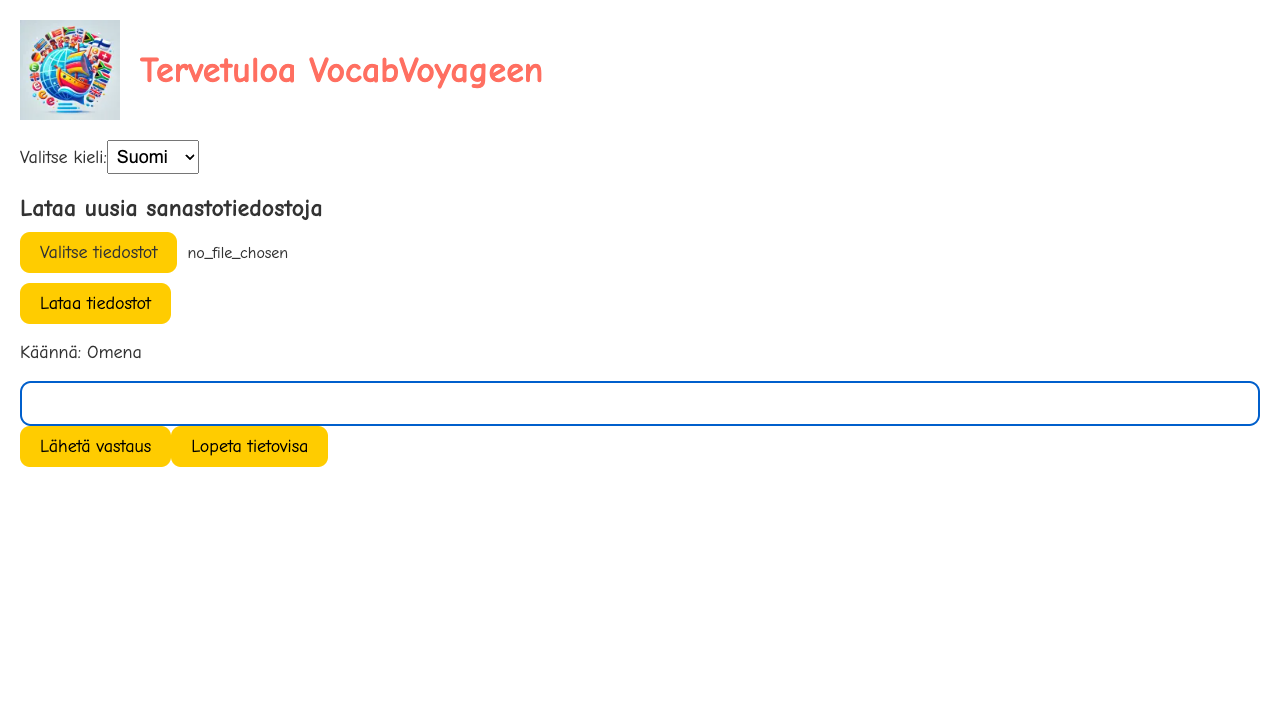 Tervetuloa VocabVoyageen
Valitse kieli: Suomi
Lataa uusia sanastotiedostoja
Valitse tiedostot no_file_chosen
Lataa tiedostot
Käännä: Omena
Lähetä vastaus Lopeta tietovisa